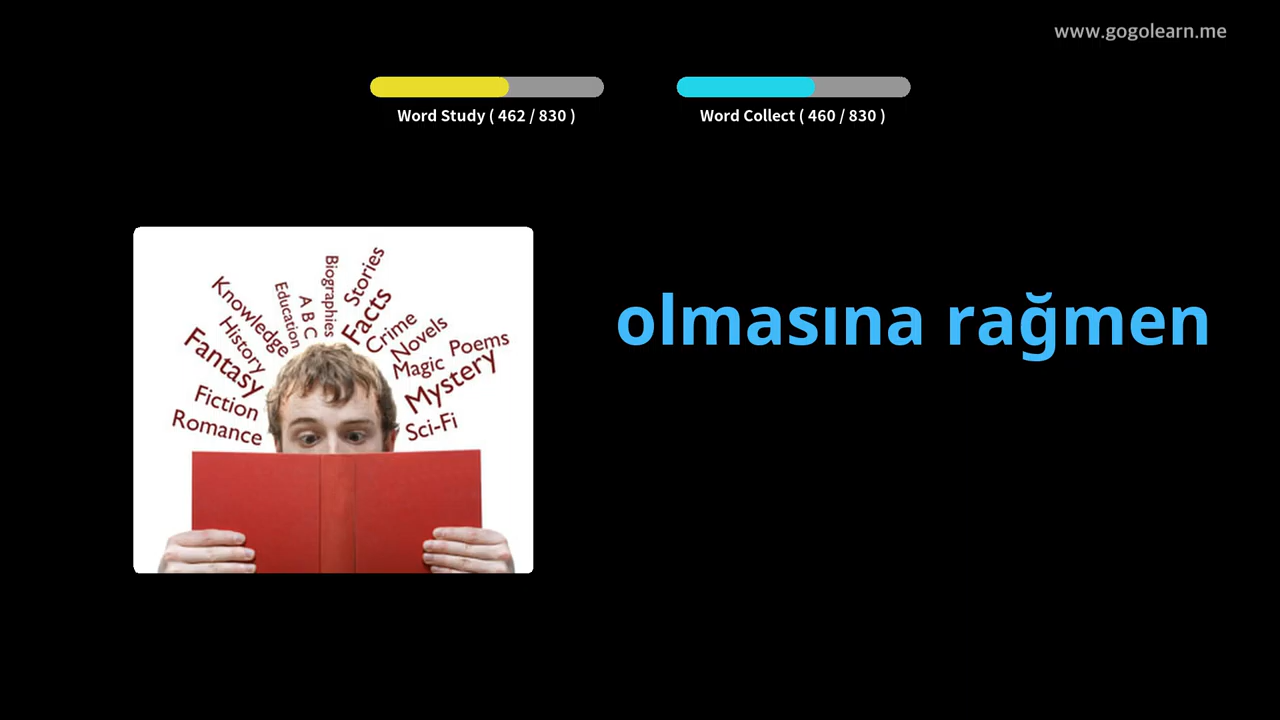 www.gogolearn.me
Word Study ( 462 / 830 )
Word Collect ( 460 / 830 )
olmasına rağmen
Knowledge
Education
A B C
Biographies
Stories
Facts
History
Crime
Novels
Fantasy
Magic
Poems
Mystery
Fiction
Romance
Sci-Fi